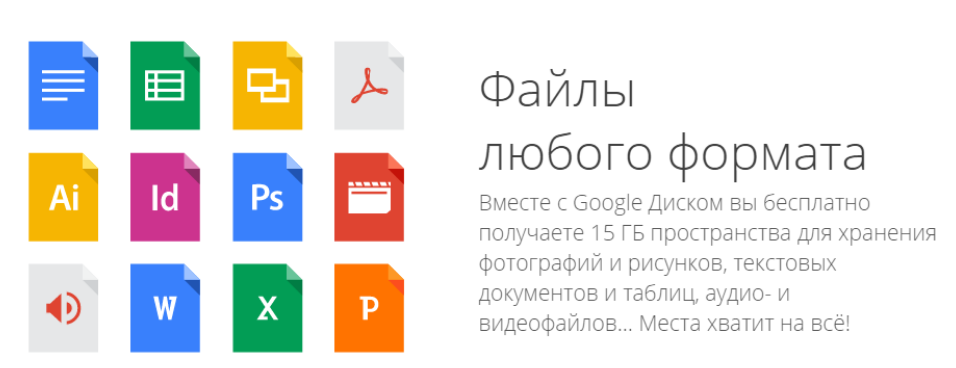 Ai Id Ps
W X P
Файлы
любого формата
Вместе с Google Диском вы бесплатно
получаете 15 ГБ пространства для хранения
фотографий и рисунков, текстовых
документов и таблиц, аудио- и
видеофайлов... Места хватит на всё!